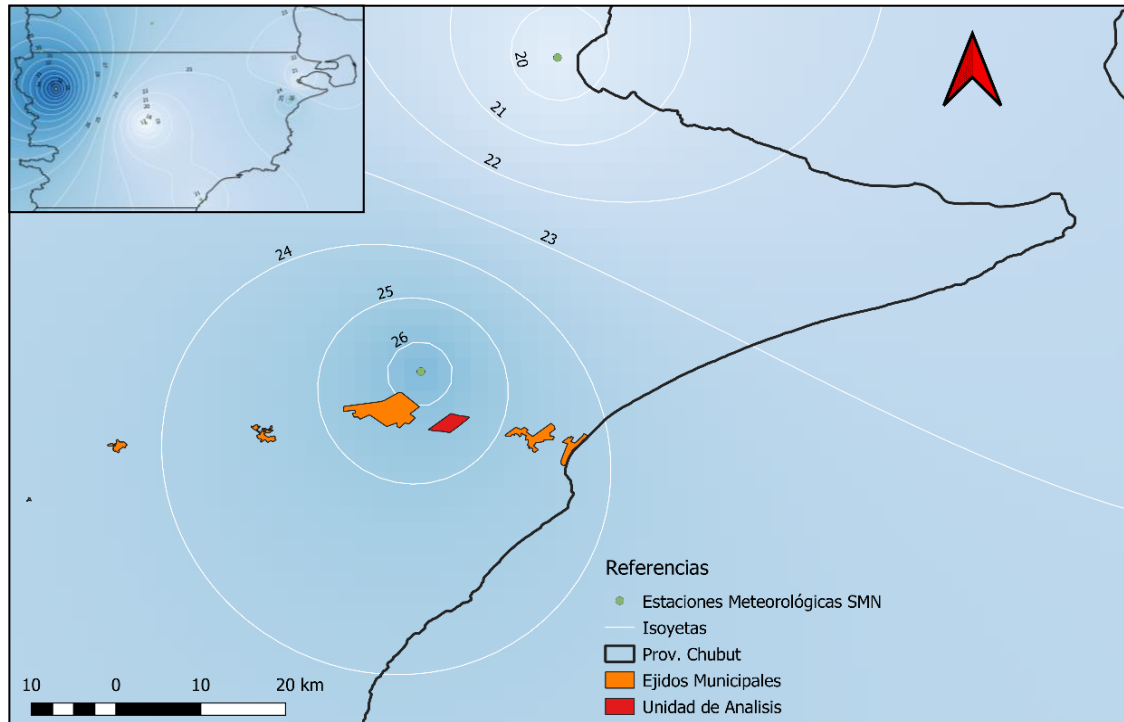 20
21
22
23
24
25
26
Referencias
Estaciones Meteorológicas SMN
Isoyetas
Prov. Chubut
Ejidos Municipales
Unidad de Analisis
10 0 10 20 km